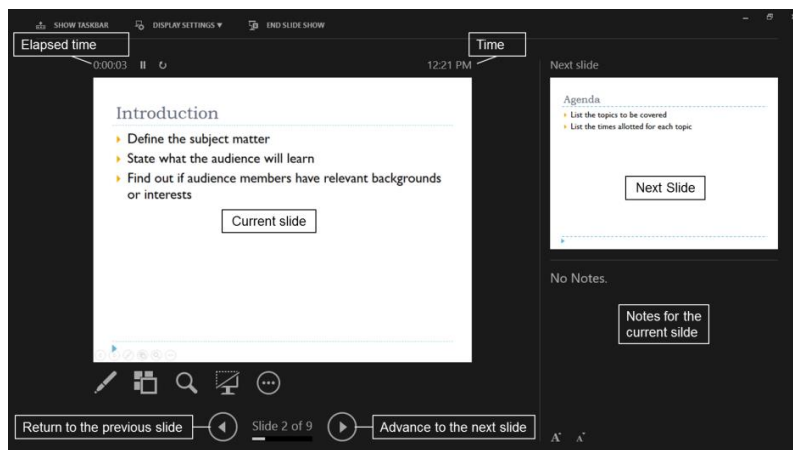 SHOW TASKBAR DISPLAY SETTINGS ▼ END SLIDE SHOW
Elapsed time
Time
0:00:03
12:21 PM
Next slide
Introduction
Define the subject matter
State what the audience will learn
Find out if audience members have relevant backgrounds
or interests
Current slide
Agenda
List the topics to be covered
List the times allotted for each topic
Next Slide
No Notes.
Notes for the
current silde
Return to the previous slide
Slide 2 of 9
Advance to the next slide
A A